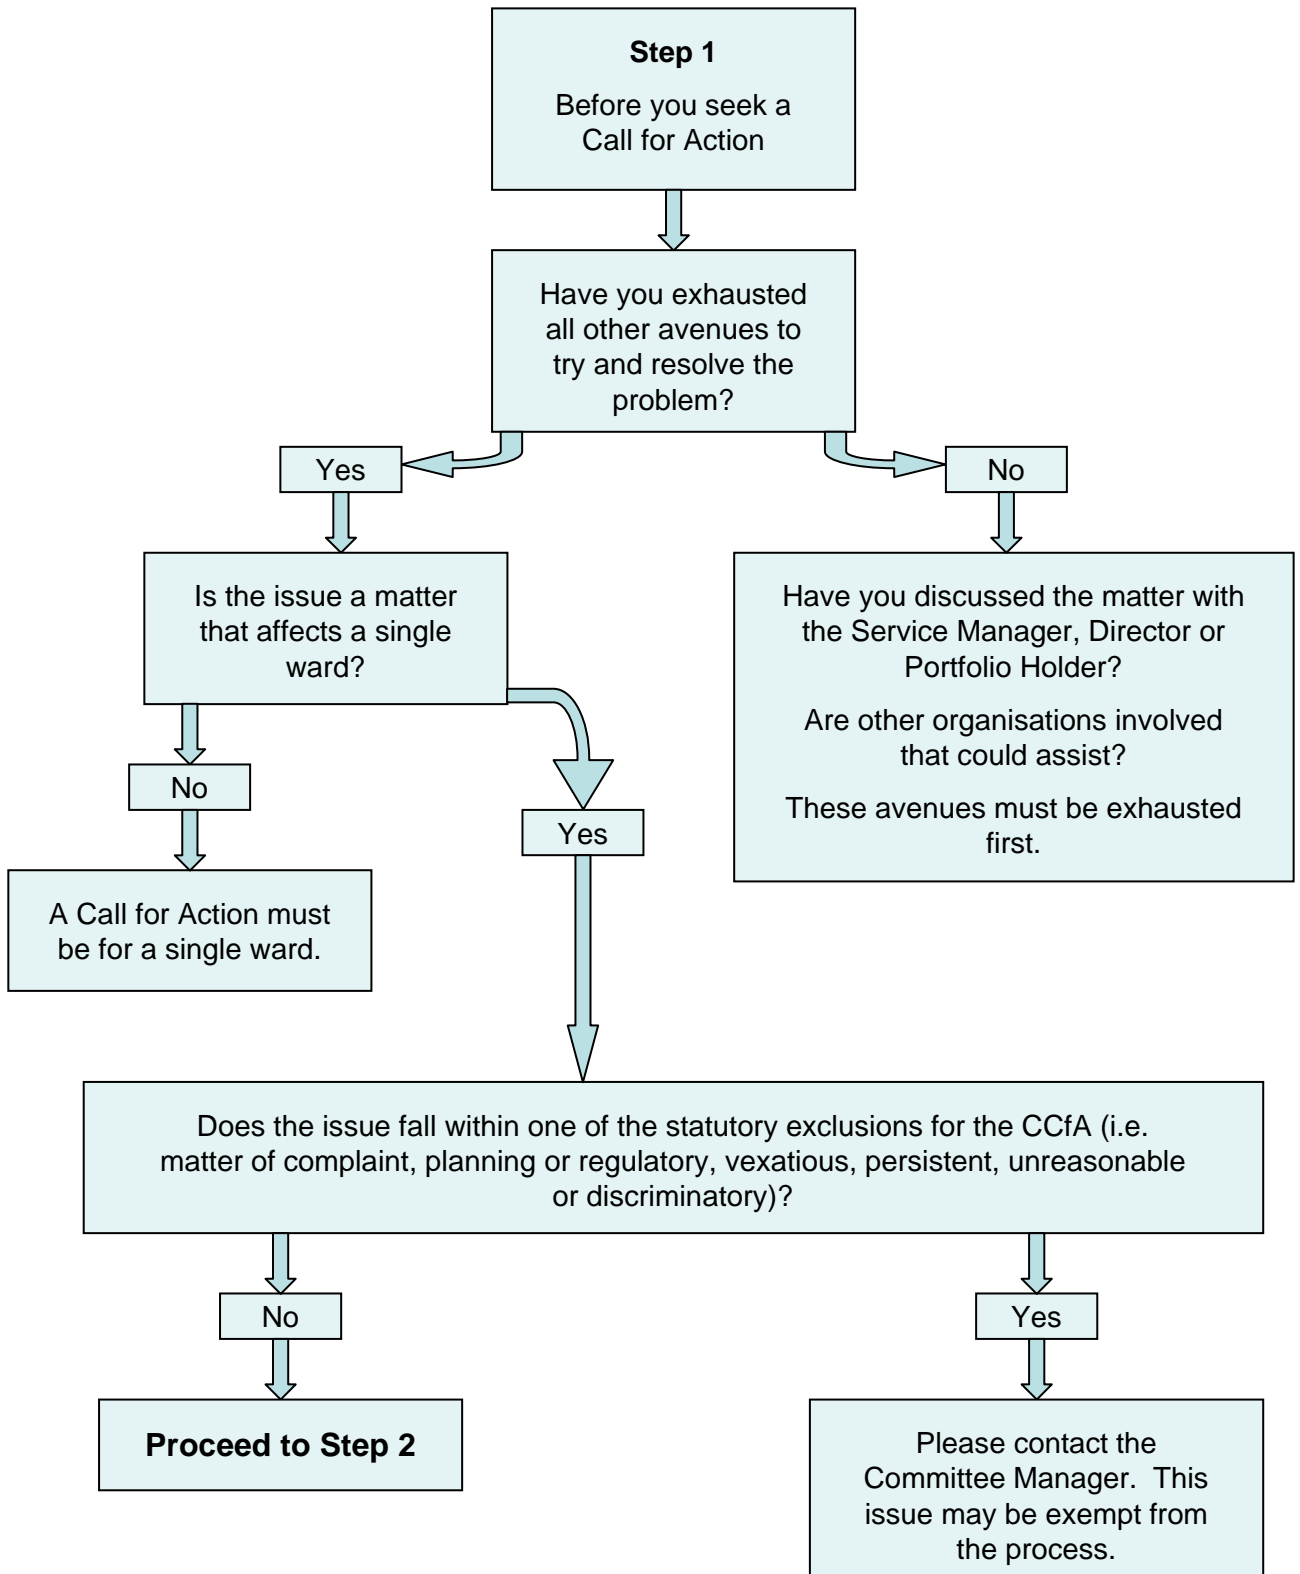 Step 1
Before you seek a
Call for Action
Have you exhausted
all other avenues to
try and resolve the
problem?
Yes
No
Is the issue a matter
that affects a single
ward?
Have you discussed the matter with
the Service Manager, Director or
Portfolio Holder?
Are other organisations involved
that could assist?
These avenues must be exhausted
first.
No
Yes
A Call for Action must
be for a single ward.
Does the issue fall within one of the statutory exclusions for the CCfA (i.e.
matter of complaint, planning or regulatory, vexatious, persistent, unreasonable
or discriminatory)?
No
Yes
Proceed to Step 2
Please contact the
Committee Manager.  This
issue may be exempt from
the process.